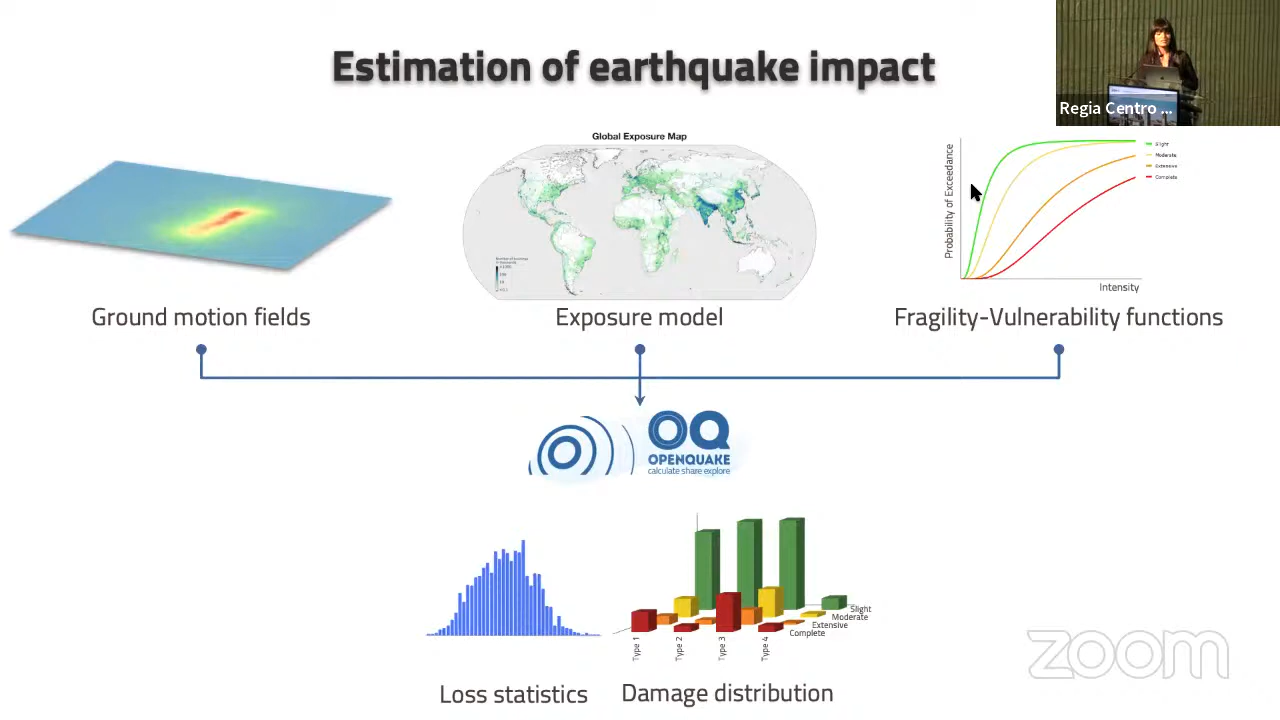 Estimation of earthquake impact
Regia Centro ...
Global Exposure Map
Ground motion fields
Exposure model
Probability of Exceedance
Slight
Moderate
Extensive
Complete
Intensity
Fragility-Vulnerability functions
OQ
OPENQUAKE
calculate share explore
Slight
Moderate
Extensive
Complete
Type 1
Type 2
Type 3
Type 4
Loss statistics
Damage distribution
zoom